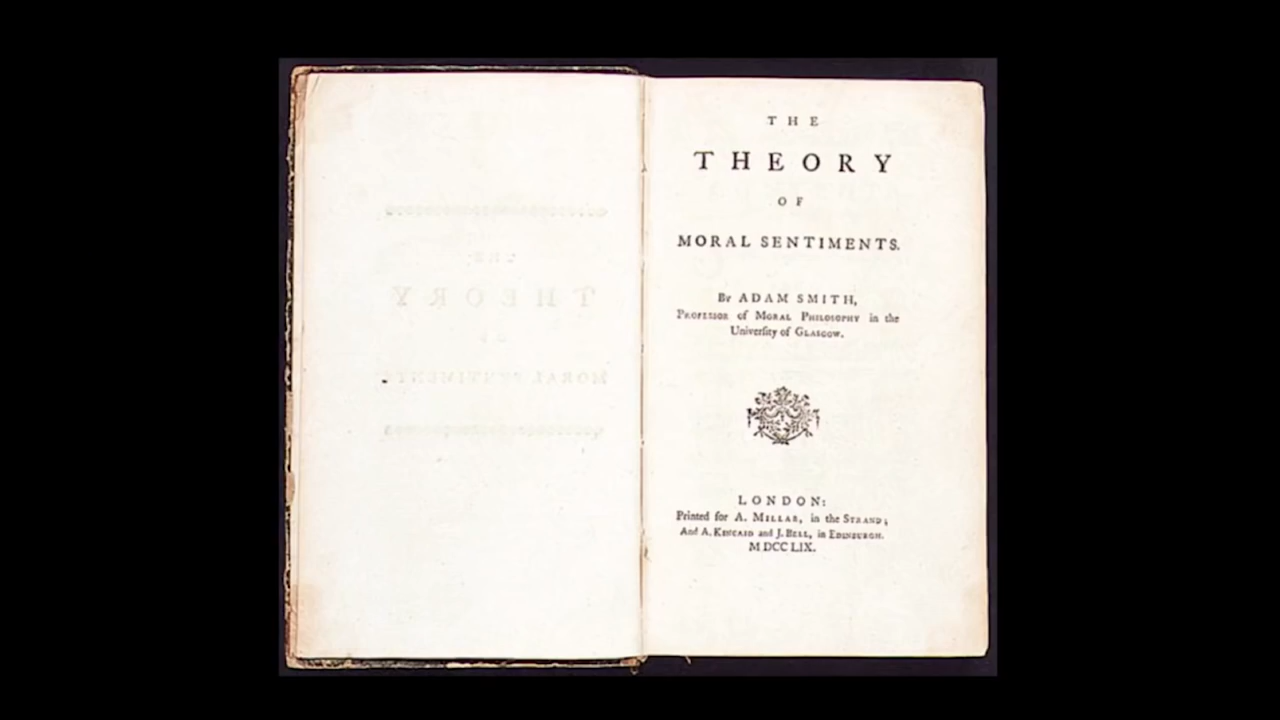 THE
THEORY
OF
MORAL SENTIMENTS.
By ADAM SMITH,
PROFESSOR of MORAL PHILOSOPHY in the
Univerſity of GLASGOW.
LONDON:
Printed for A. MILLAR, in the STRAND;
And A. KINCAID and J. BELL, in EDINBURGH.
M DCC LIX.